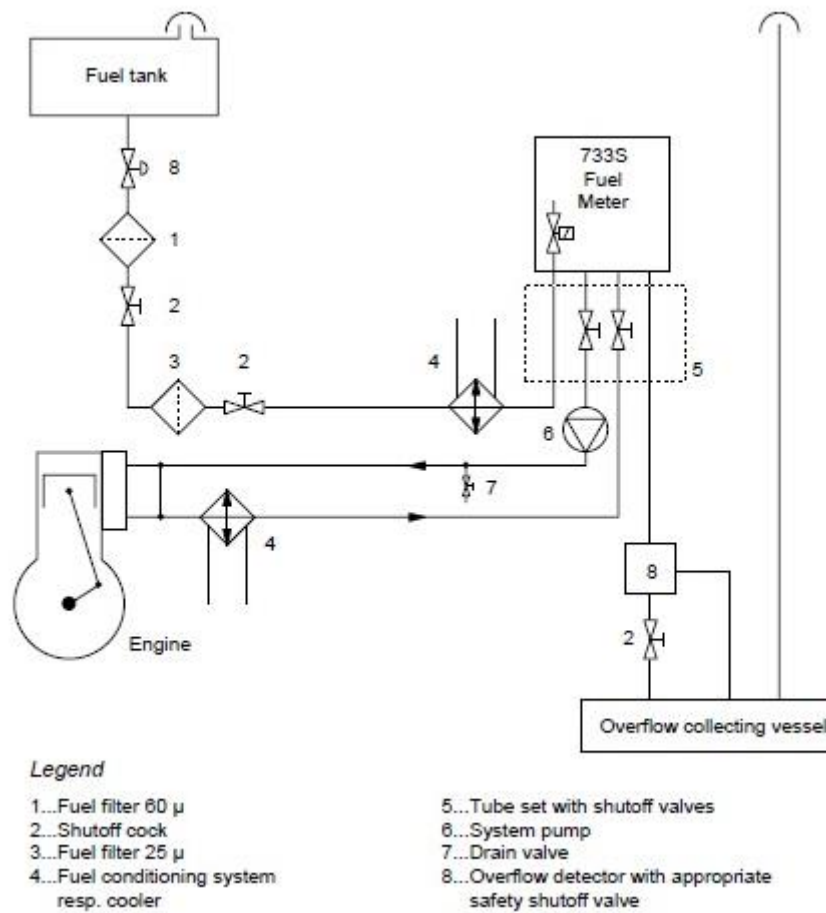 Fuel tank
8
1
2
3
2
4
733S
Fuel
Meter
5
6
7
4
8
2
Engine
Overflow collecting vessel
Legend
1...Fuel filter 60 µ
2...Shutoff cock
3...Fuel filter 25 µ
4...Fuel conditioning system
resp. cooler
5...Tube set with shutoff valves
6...System pump
7...Drain valve
8...Overflow detector with appropriate
safety shutoff valve